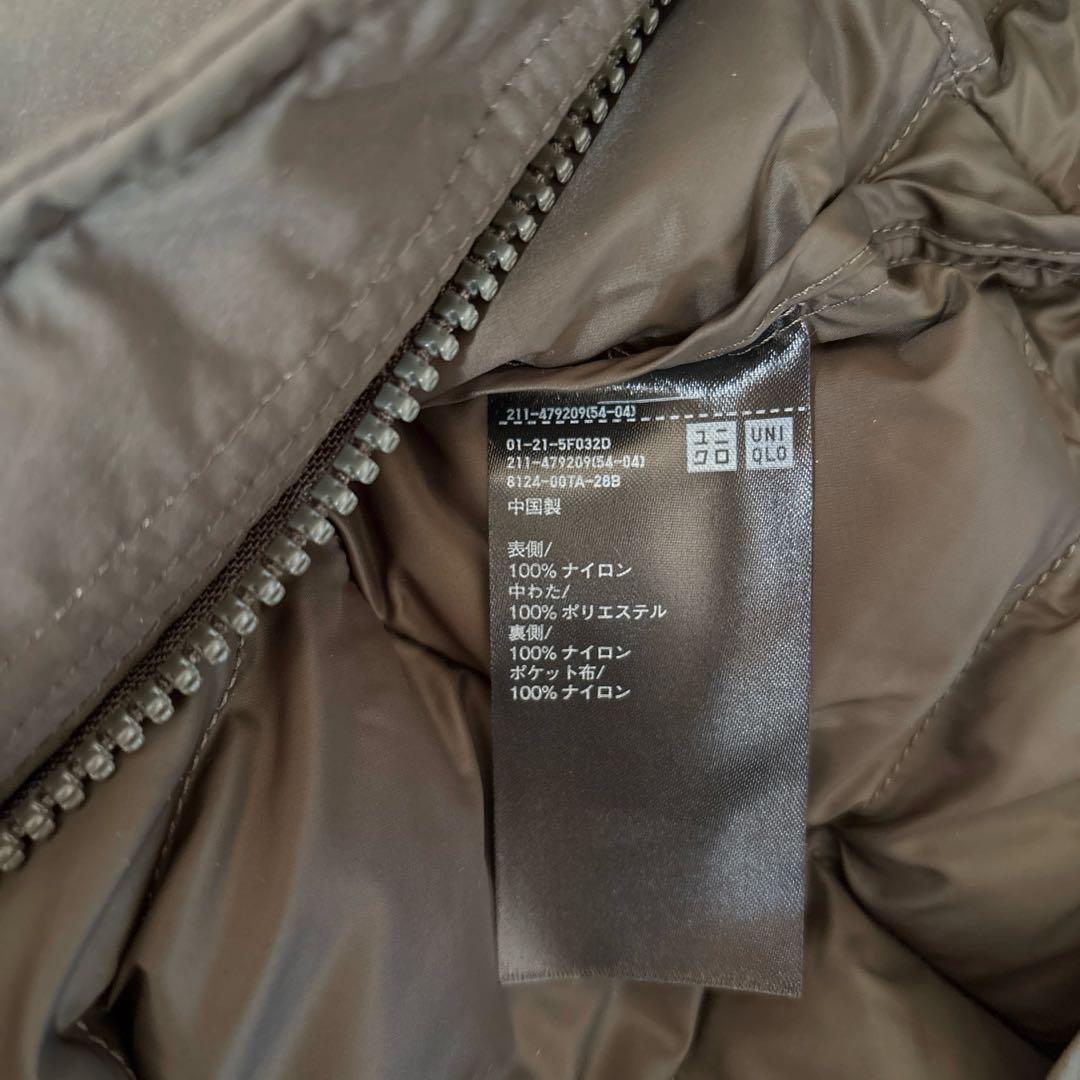 211-479209(54-04)
01-21-5F032D
211-479209(54-04)
8124-00TA-28B
ユニ
クロ
UNI
QLO
中国製
表側/
100% ナイロン
中わた/
100% ポリエステル
裏側/
100% ナイロン
ポケット布/
100% ナイロン